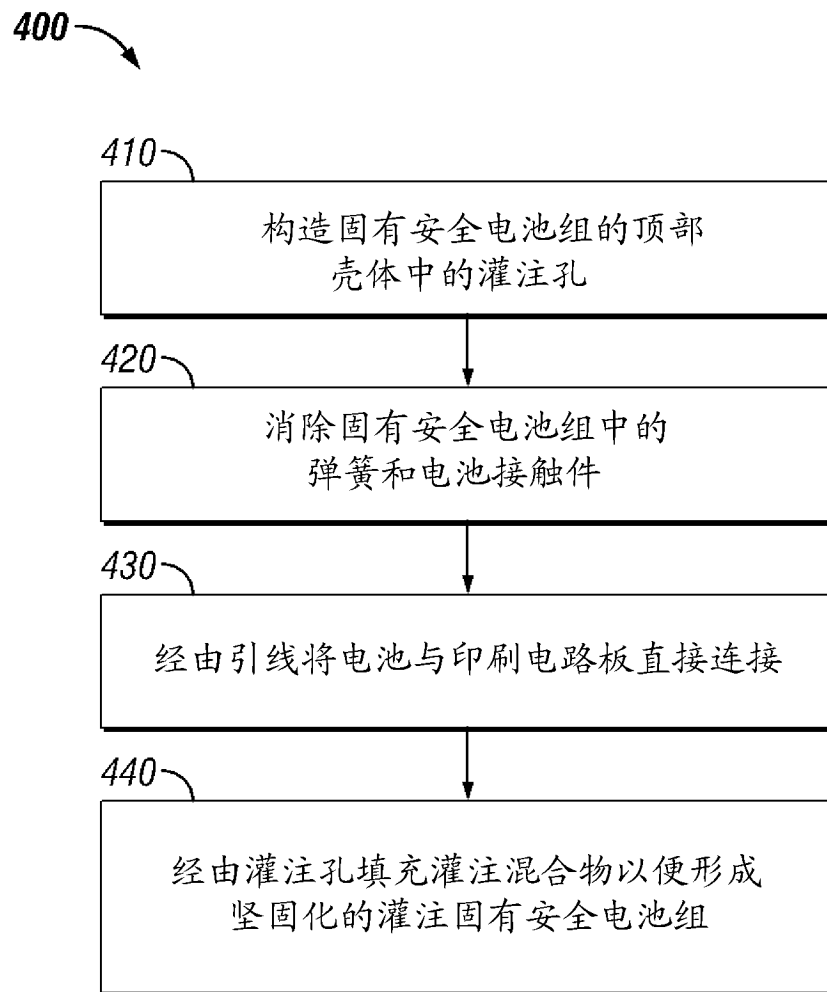 400
410
构造固有安全电池组的顶部
壳体中的灌注孔
420
消除固有安全电池组中的
弹簧和电池接触件
430
经由引线将电池与印刷电路板直接连接
440
经由灌注孔填充灌注混合物以便形成
坚固化的灌注固有安全电池组